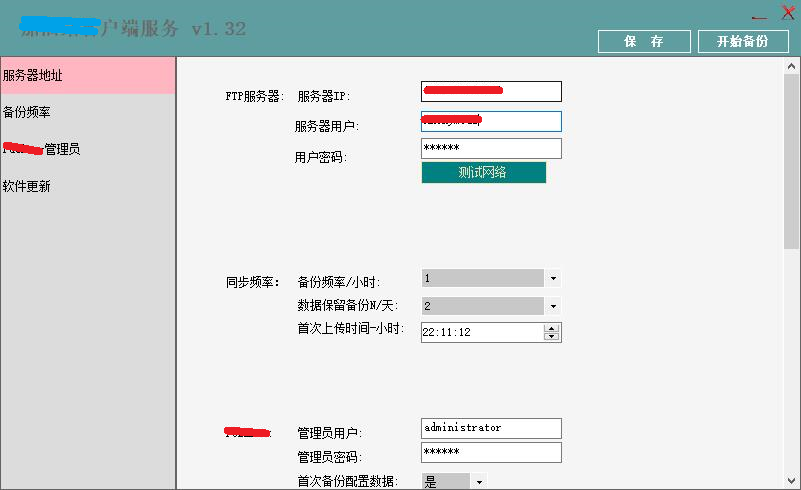 户端服务 v1.32
保 存
开始备份
服务器地址
备份频率
管理员
软件更新
FTP服务器: 服务器IP:
服务器用户:
用户密码: ******
测试网络
同步频率: 备份频率/小时: 1
数据保留备份N/天: 2
首次上传时间-小时: 22:11:12
管理员用户: administrator
管理员密码: ******
首次备份配置数据: 是